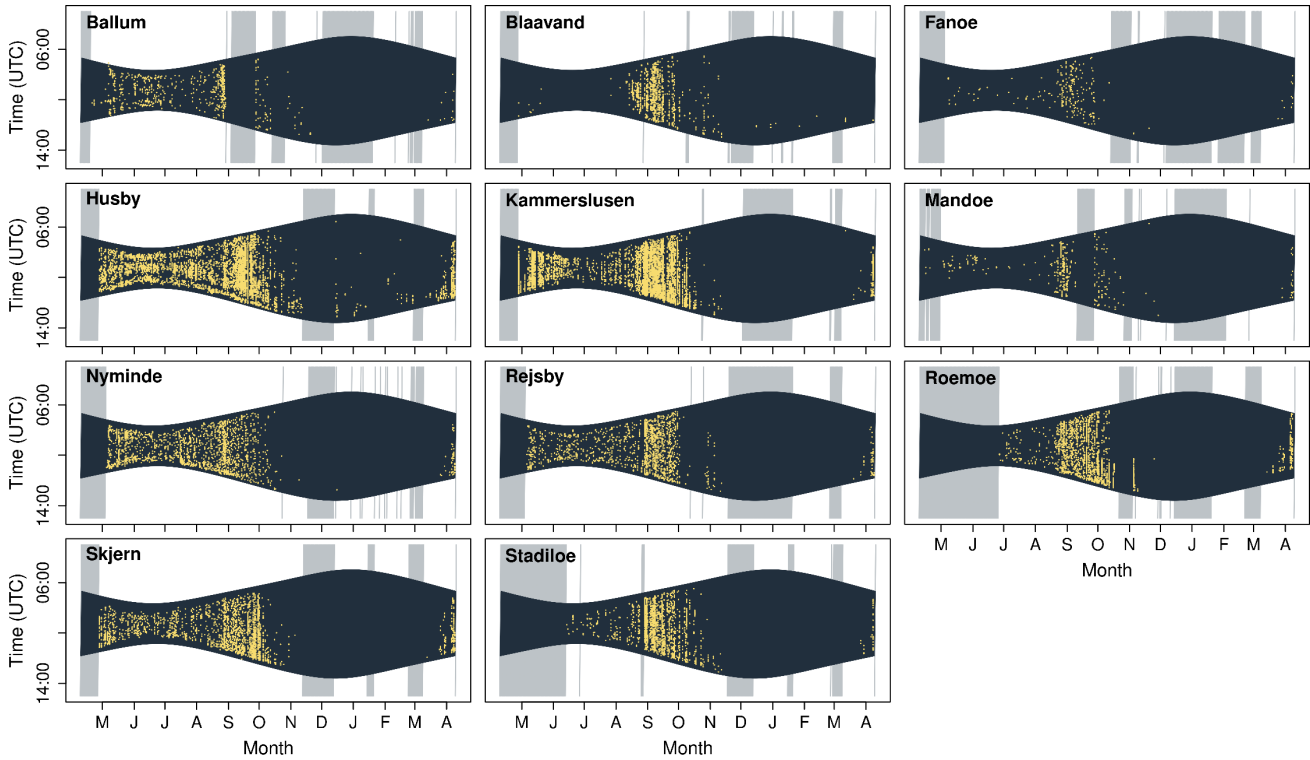 Ballum
Blaavand
Fanoe
Time (UTC)
06:00
14:00
Husby
Kammerslusen
Mandoe
Time (UTC)
06:00
14:00
Nyminde
Rejsby
Roemoe
Time (UTC)
06:00
14:00
M J J A S O N D J F M A
Month
Skjern
Stadiloe
Time (UTC)
06:00
14:00
M J J A S O N D J F M A
M J J A S O N D J F M A
Month
Month